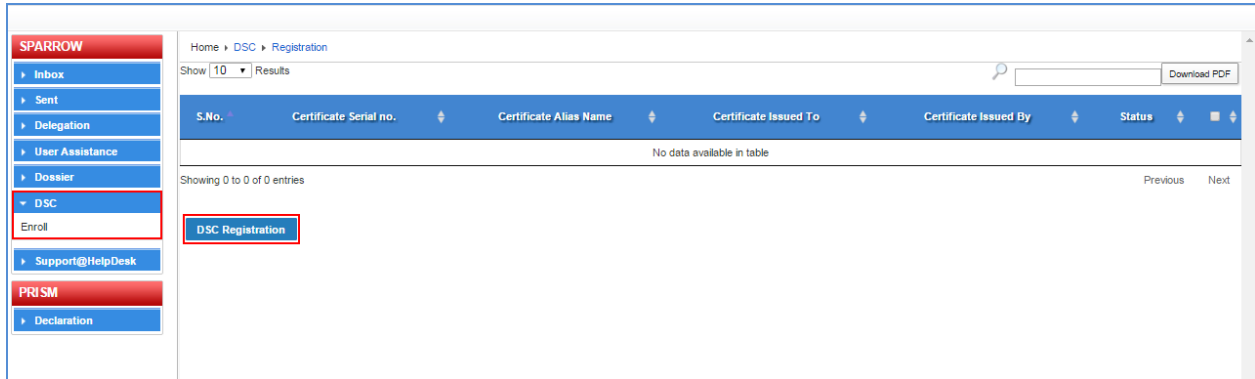 SPARROW
Inbox
Sent
Delegation
User Assistance
Dossier
DSC
Enroll
Support@HelpDesk
PRISM
Declaration
Home DSC Registration
Show 10 Results
Download PDF
S.No. Certificate Serial no. Certificate Alias Name Certificate Issued To Certificate Issued By Status
No data available in table
Showing 0 to 0 of 0 entries
Previous Next
DSC Registration